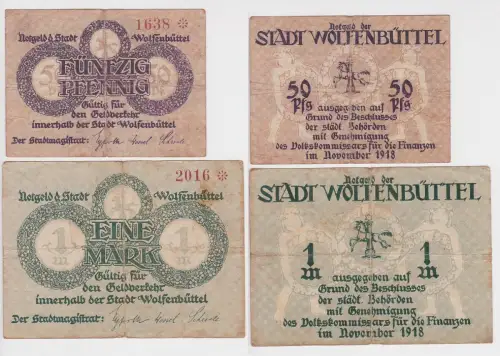 1638 ※
Notgeld d. Stadt Wolfenbüttel
50 50
FÜNFZIG
PFENNIG
Gültig für
den Geldverkehr
innerhalb der Stadt Wolfenbüttel
Der Stadtmagistrat:
Notgeld der
STADT WOLFENBÜTTEL
50 50
Pfs Pfs
ausgegeben auf
Grund des Beschlusses
der städt Behörden
mit Genehmigung
des Volkskommissars für die Finanzen
im November 1918
2016 ※
Notgeld d. Stadt Wolfenbüttel
1 1
m m
EINE
MARK
Gültig für
den Geldverkehr
innerhalb der Stadt Wolfenbüttel
Der Stadtmagistrat:
Notgeld der
STADT WOLFENBÜTTEL
1 1
m m
ausgegeben auf
Grund des Beschlusses
der städt Behörden
mit Genehmigung
des Volkskommissars für die Finanzen
im November 1918